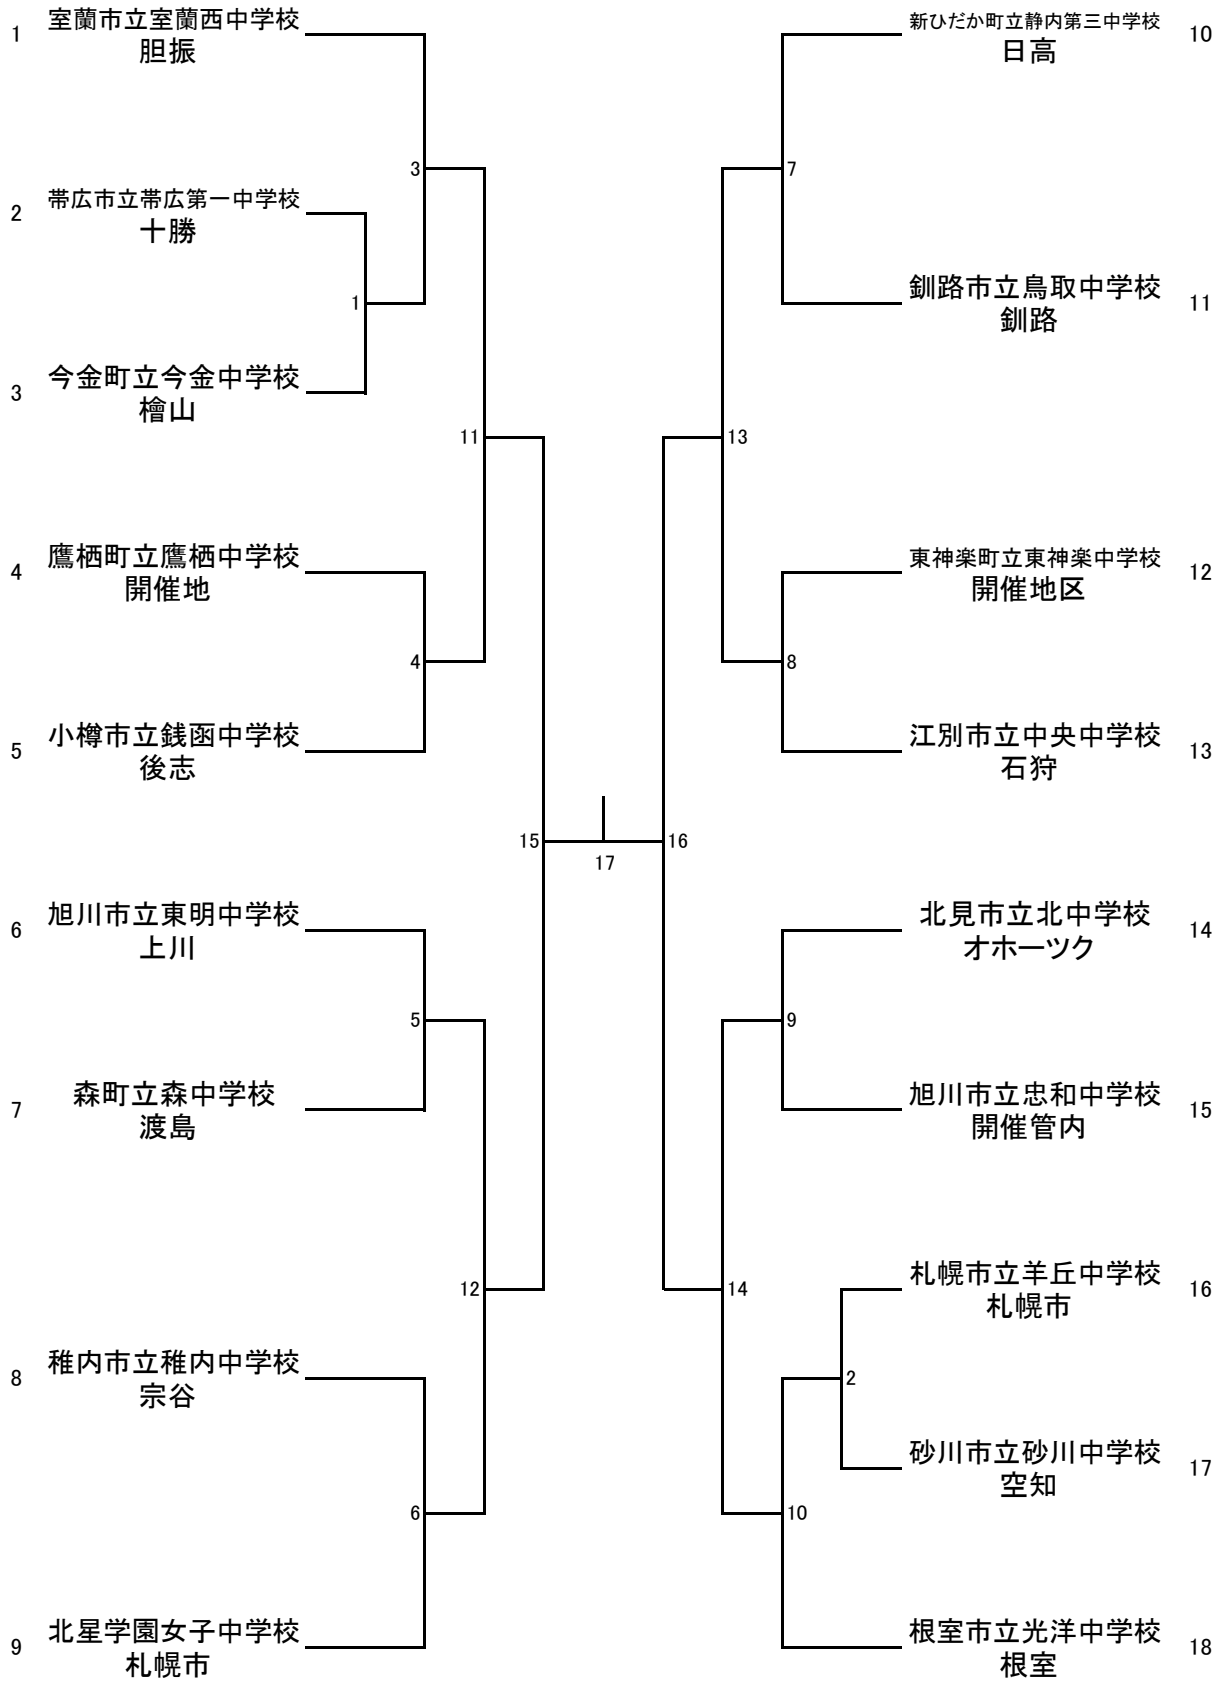 1 室蘭市立室蘭西中学校
胆振
3
2 帯広市立帯広第一中学校
十勝
1
3 今金町立今金中学校
檜山
11
4 鷹栖町立鷹栖中学校
開催地
4
5 小樽市立銭函中学校
後志
15
17
6 旭川市立東明中学校
上川
5
7 森町立森中学校
渡島
12
8 稚内市立稚内中学校
宗谷
6
9 北星学園女子中学校
札幌市
新ひだか町立静内第三中学校 10
日高
7
釧路市立鳥取中学校 11
釧路
13
東神楽町立東神楽中学校 12
開催地区
8
江別市立中央中学校 13
石狩
16
北見市立北中学校 14
オホーツク
9
旭川市立忠和中学校 15
開催管内
14
札幌市立羊丘中学校 16
札幌市
2
砂川市立砂川中学校 17
空知
10
根室市立光洋中学校 18
根室